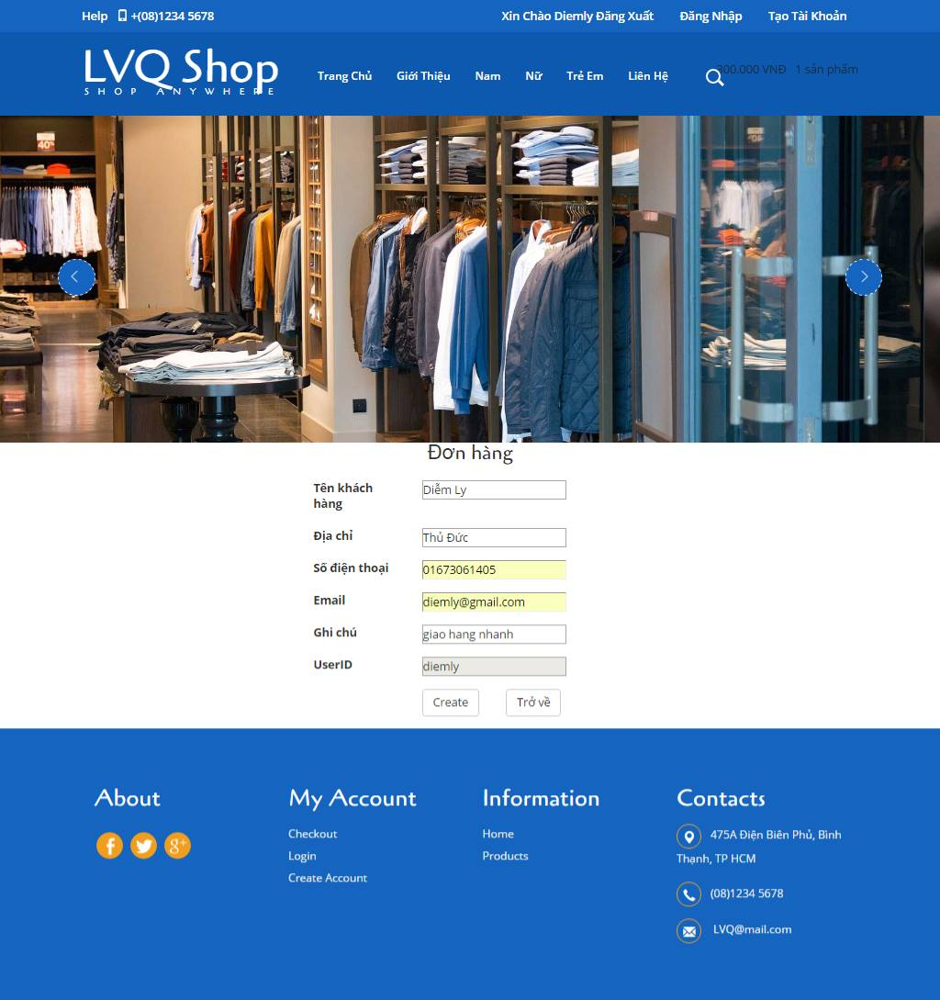 Help +(08)1234 5678 Xin Chào Diemly Đăng Xuất Đăng Nhập Tạo Tài Khoản
LVQ Shop
SHOP ANYWHERE
Trang Chủ Giới Thiệu Nam Nữ Trẻ Em Liên Hệ 300.000 VNĐ 1 sản phẩm
40%
Đơn hàng
Tên khách
hàng
Diễm Ly
Địa chỉ Thủ Đức
Số điện thoại 01673061405
Email diemly@gmail.com
Ghi chú giao hang nhanh
UserID diemly
Create Trở về
About
My Account
Checkout
Login
Create Account
Information
Home
Products
Contacts
475A Điện Biên Phủ, Bình
Thạnh, TP HCM
(08)1234 5678
LVQ@mail.com